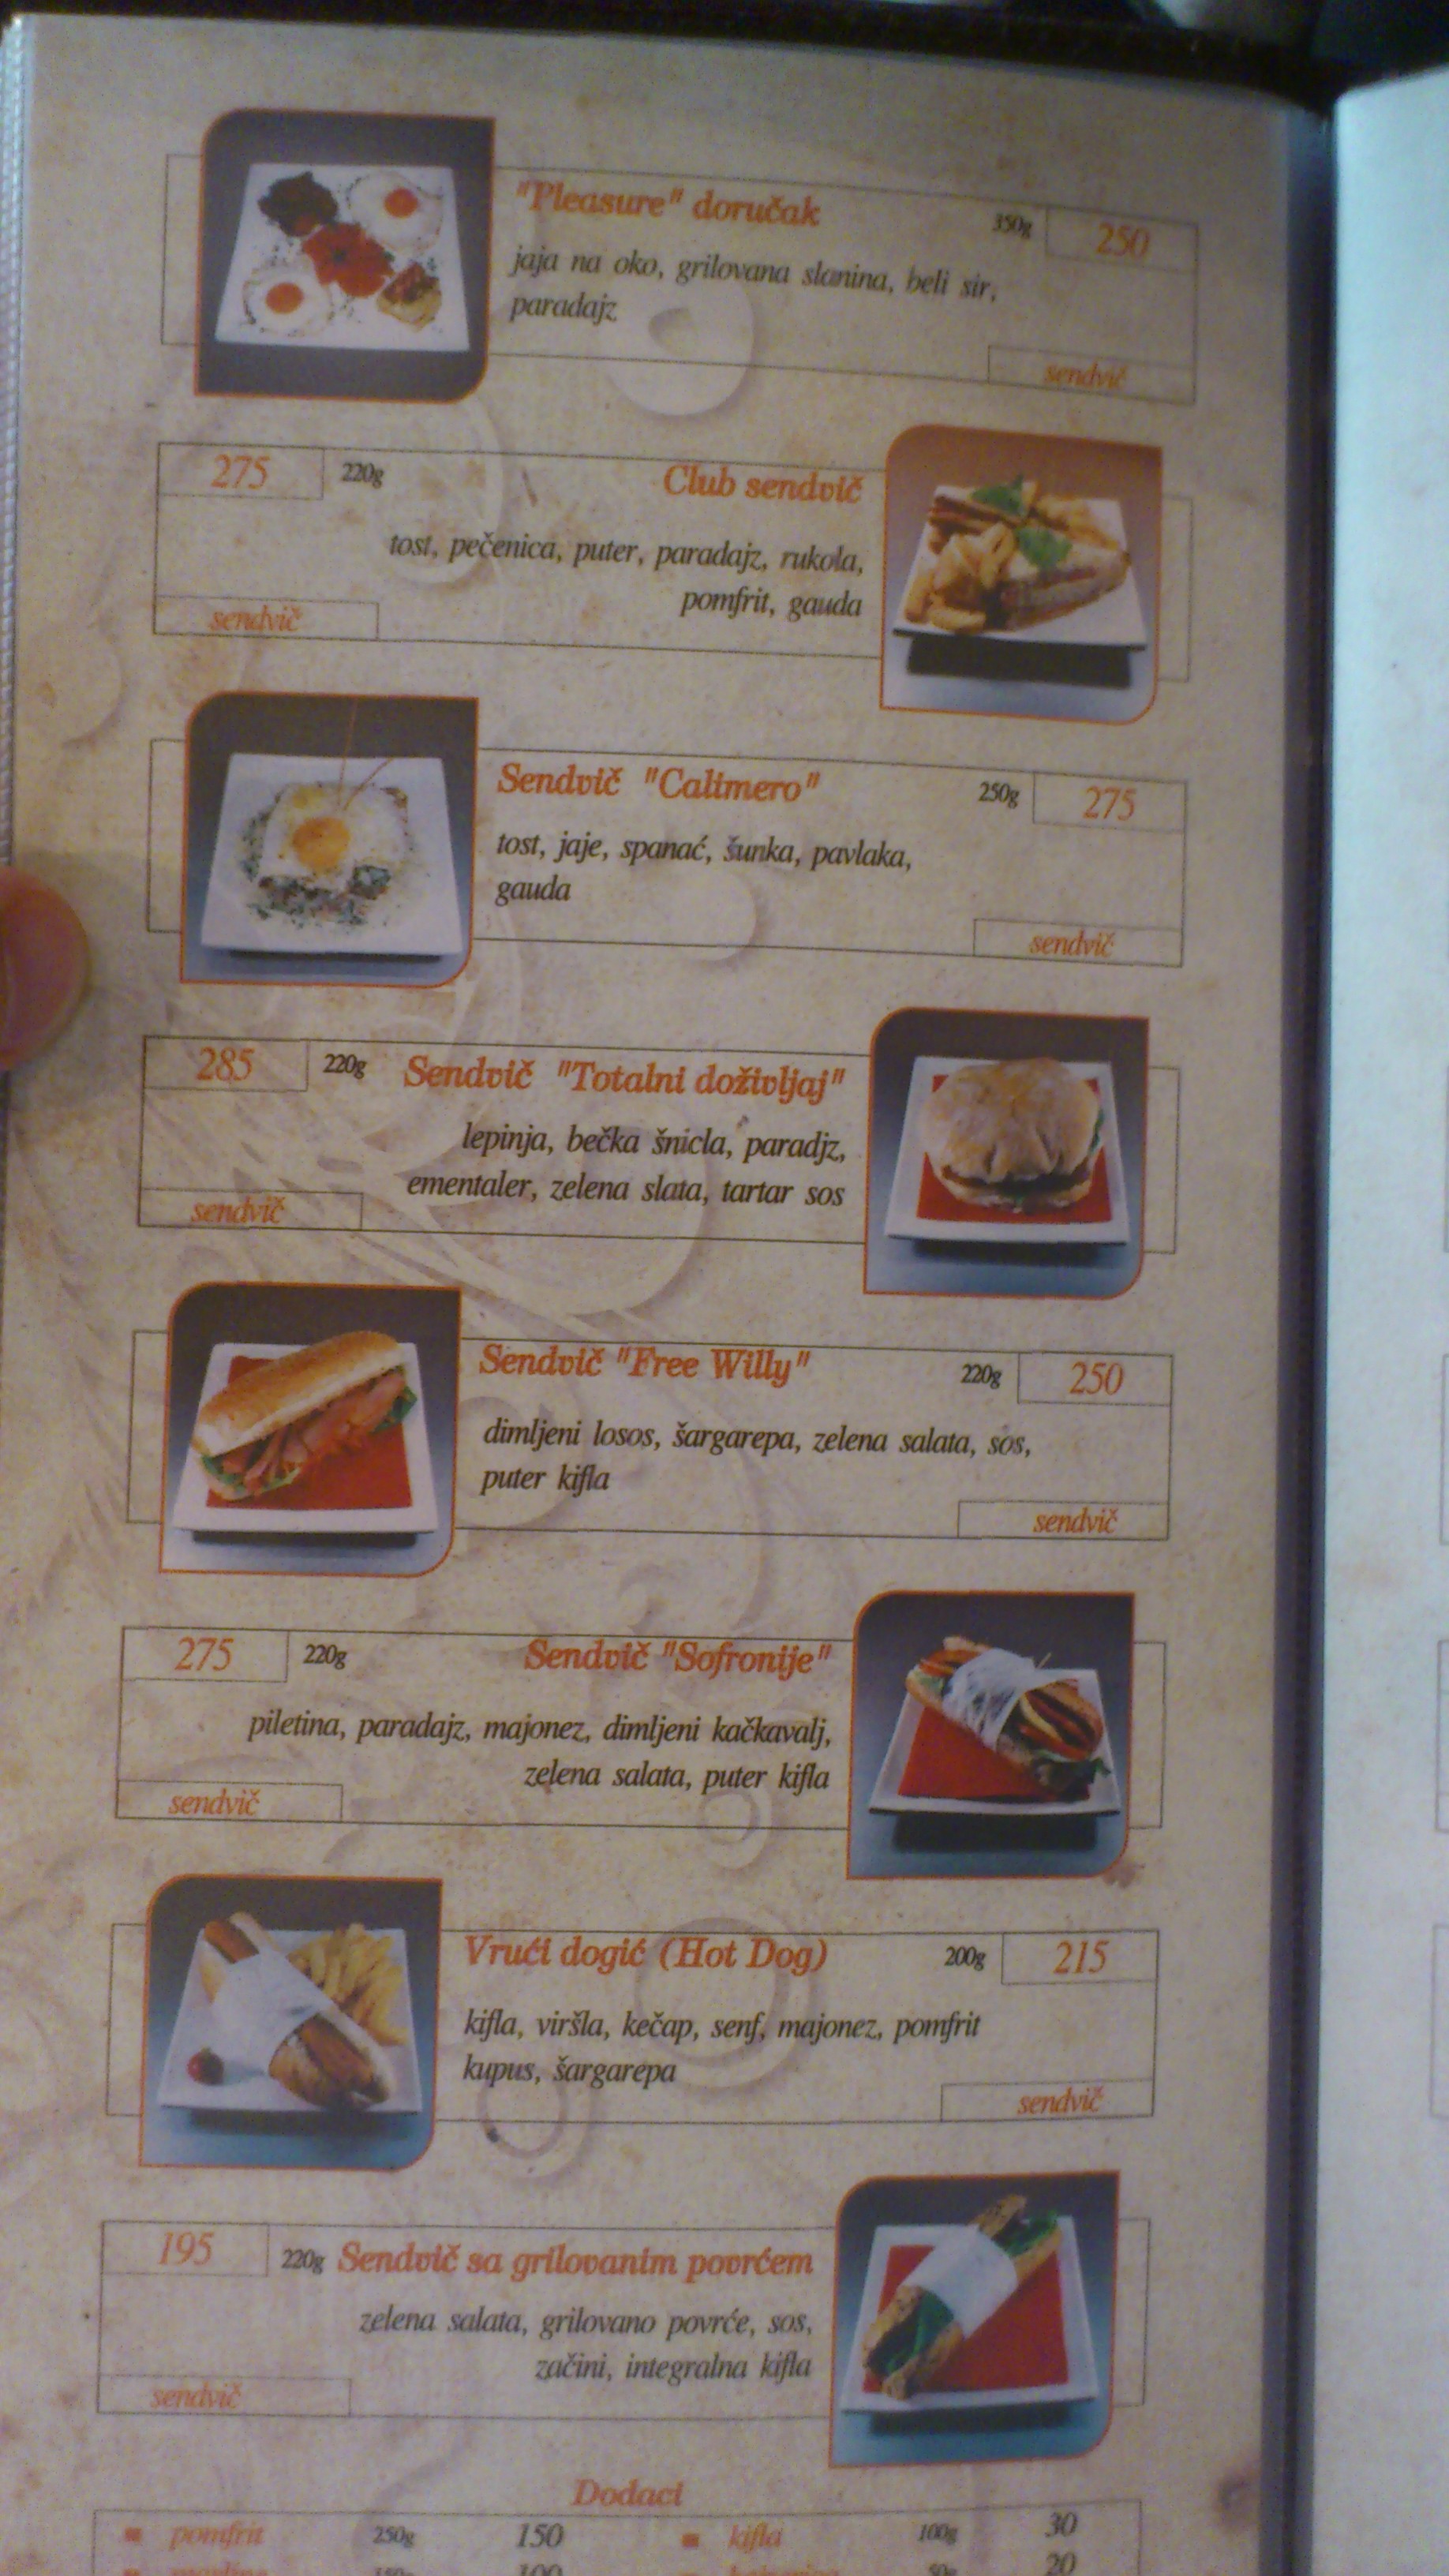 "Pleasure" doručak 350g 250
jaja na oko, grilovana slanina, beli sir,
paradajz
sendvič
275 220g Club sendvič
tost, pečenica, puter, paradajz, rukola,
pomfrit, gauda
sendvič
Sendvič "Calimero" 250g 275
tost, jaje, spanać, šunka, pavlaka,
gauda
sendvič
285 220g Sendvič "Totalni doživljaj"
lepinja, bečka šnicla, paradjz,
ementaler, zelena slata, tartar sos
sendvič
Sendvič "Free Willy" 220g 250
dimljeni losos, šargarepa, zelena salata, sos,
puter kifla
sendvič
275 220g Sendvič "Sofronije"
piletina, paradajz, majonez, dimljeni kačkavalj,
zelena salata, puter kifla
sendvič
Vrući dogić (Hot Dog) 200g 215
kifla, viršla, kečap, senf, majonez, pomfrit
kupus, šargarepa
sendvič
195 220g Sendvič sa grilovanim povrćem
zelena salata, grilovano povrće, sos,
začini, integralna kifla
sendvič
Dodaci
pomfrit 250g 150 kifla 100g 30
100 50g 20